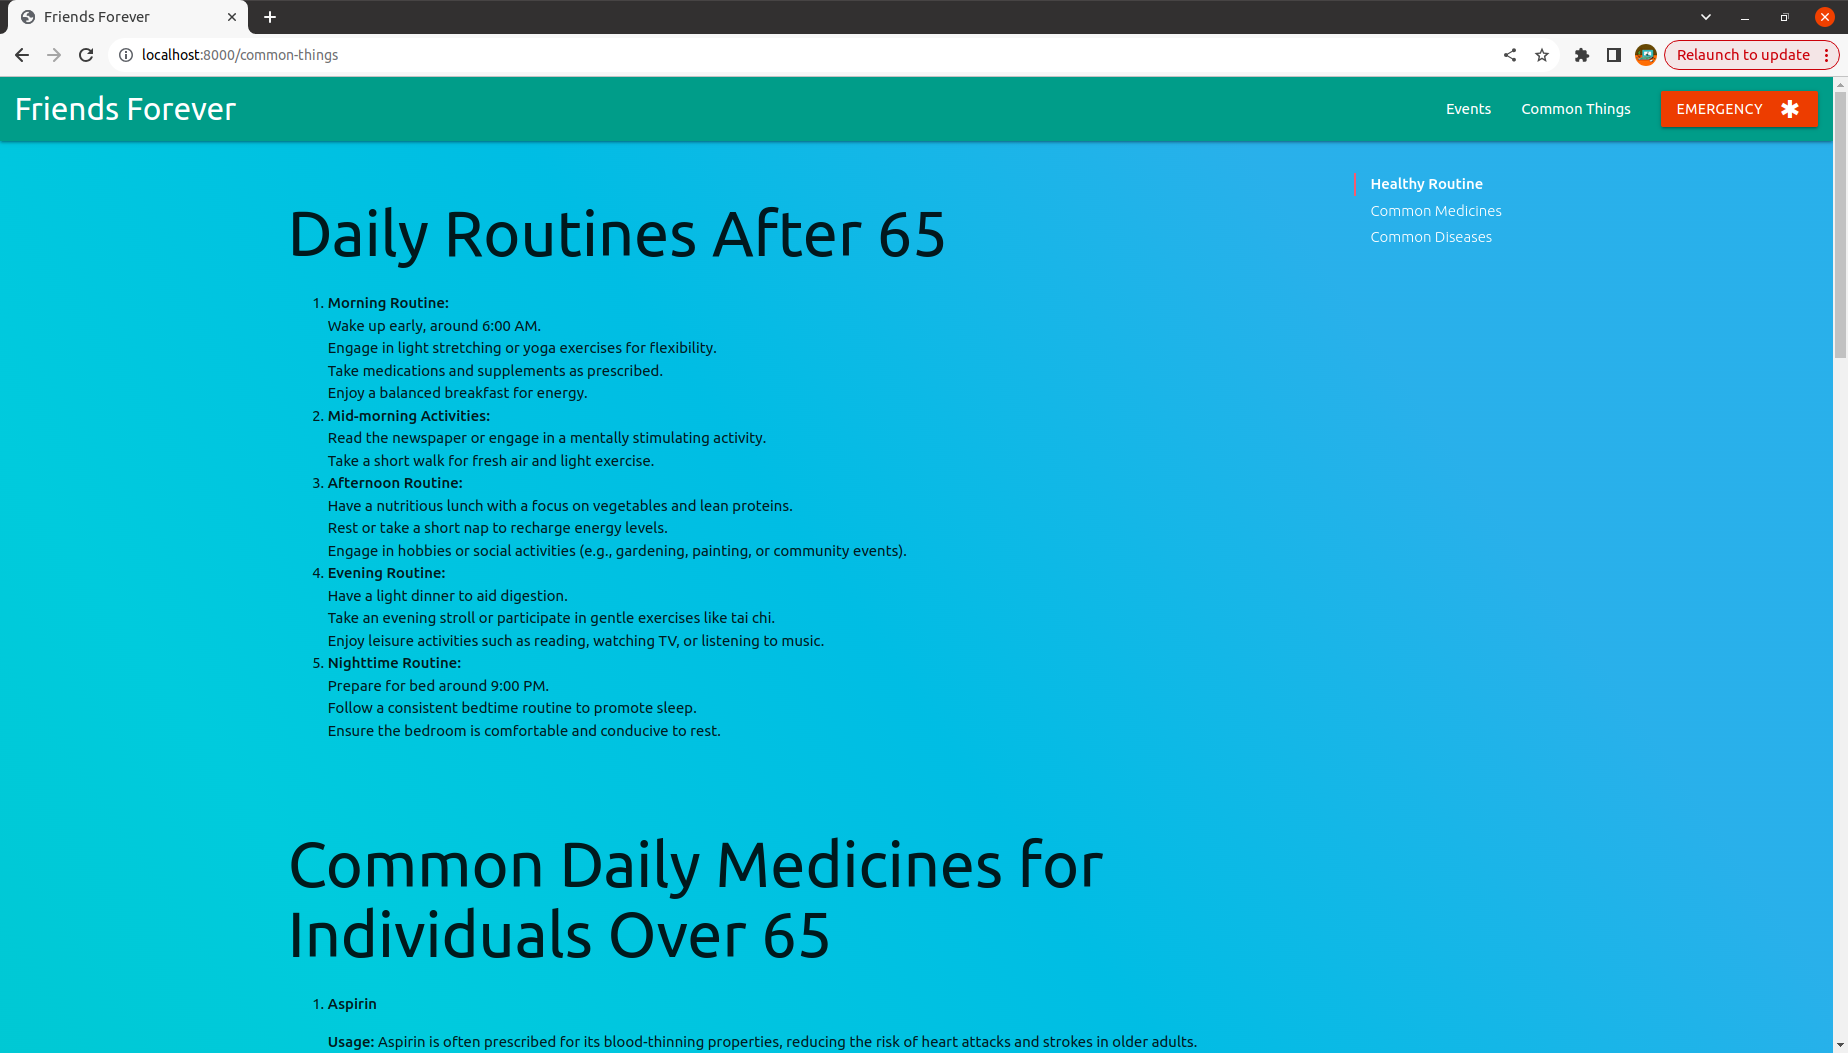 Friends Forever
localhost:8000/common-things
Relaunch to update
Friends Forever
Events
Common Things
EMERGENCY
Healthy Routine
Common Medicines
Common Diseases
Daily Routines After 65
1. Morning Routine:
Wake up early, around 6:00 AM.
Engage in light stretching or yoga exercises for flexibility.
Take medications and supplements as prescribed.
Enjoy a balanced breakfast for energy.
2. Mid-morning Activities:
Read the newspaper or engage in a mentally stimulating activity.
Take a short walk for fresh air and light exercise.
3. Afternoon Routine:
Have a nutritious lunch with a focus on vegetables and lean proteins.
Rest or take a short nap to recharge energy levels.
Engage in hobbies or social activities (e.g., gardening, painting, or community events).
4. Evening Routine:
Have a light dinner to aid digestion.
Take an evening stroll or participate in gentle exercises like tai chi.
Enjoy leisure activities such as reading, watching TV, or listening to music.
5. Nighttime Routine:
Prepare for bed around 9:00 PM.
Follow a consistent bedtime routine to promote sleep.
Ensure the bedroom is comfortable and conducive to rest.
Common Daily Medicines for
Individuals Over 65
1. Aspirin
Usage: Aspirin is often prescribed for its blood-thinning properties, reducing the risk of heart attacks and strokes in older adults.